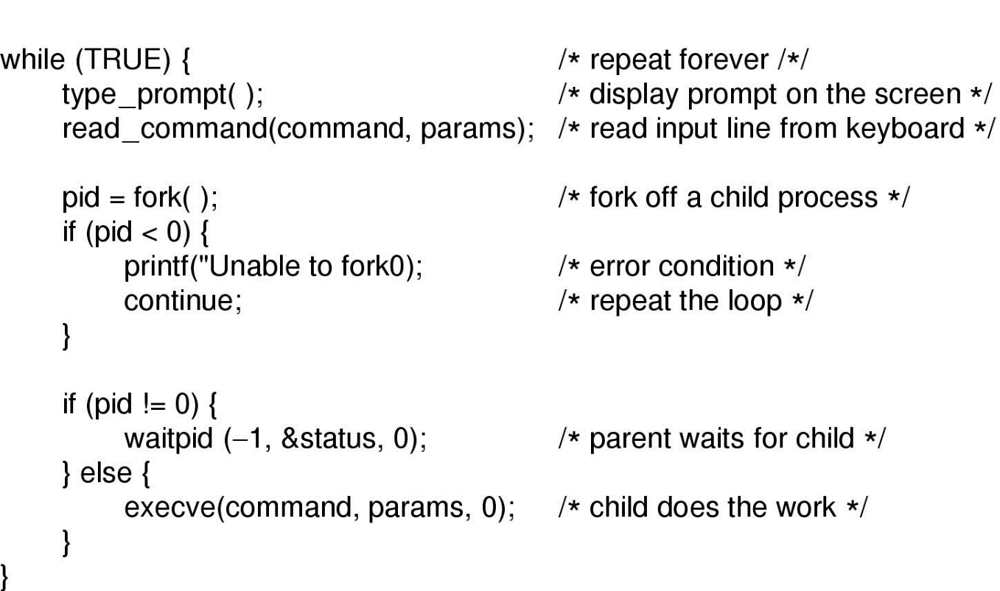 while (TRUE) { /* repeat forever /*/
type_prompt( ); /* display prompt on the screen */
read_command(command, params); /* read input line from keyboard */
pid = fork( ); /* fork off a child process */
if (pid < 0) {
printf("Unable to fork0); /* error condition */
continue; /* repeat the loop */
}
if (pid != 0) {
waitpid (−1, &status, 0); /* parent waits for child */
} else {
execve(command, params, 0); /* child does the work */
}
}